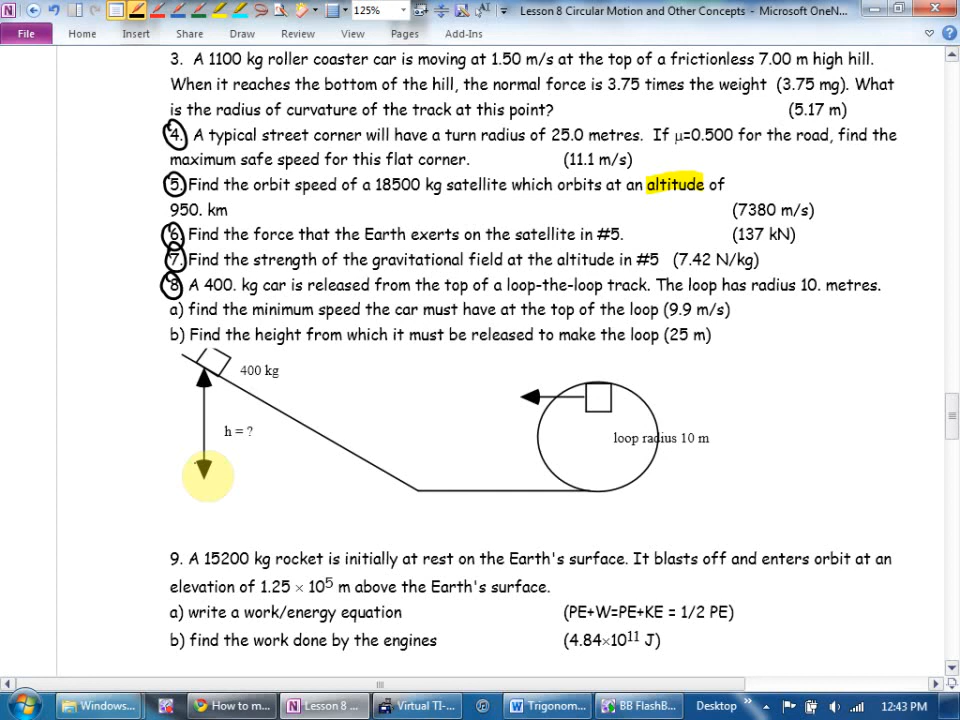 125%
Lesson 8 Circular Motion and Other Concepts - Microsoft OneN...
File Home Insert Share Draw Review View Pages Add-Ins
3. A 1100 kg roller coaster car is moving at 1.50 m/s at the top of a frictionless 7.00 m high hill.
When it reaches the bottom of the hill, the normal force is 3.75 times the weight (3.75 mg). What
is the radius of curvature of the track at this point? (5.17 m)
4. A typical street corner will have a turn radius of 25.0 metres. If μ=0.500 for the road, find the
maximum safe speed for this flat corner. (11.1 m/s)
5. Find the orbit speed of a 18500 kg satellite which orbits at an altitude of
950. km (7380 m/s)
6. Find the force that the Earth exerts on the satellite in #5. (137 kN)
7. Find the strength of the gravitational field at the altitude in #5 (7.42 N/kg)
8. A 400. kg car is released from the top of a loop-the-loop track. The loop has radius 10. metres.
a) find the minimum speed the car must have at the top of the loop (9.9 m/s)
b) Find the height from which it must be released to make the loop (25 m)
400 kg
h = ?
loop radius 10 m
9. A 15200 kg rocket is initially at rest on the Earth's surface. It blasts off and enters orbit at an
elevation of 1.25 × 10⁵ m above the Earth's surface.
a) write a work/energy equation (PE+W=PE+KE = 1/2 PE)
b) find the work done by the engines (4.84×10¹¹ J)
Windows... How to m... Lesson 8 ... Virtual TI-... Trigonom... BB FlashB... Desktop » 12:43 PM